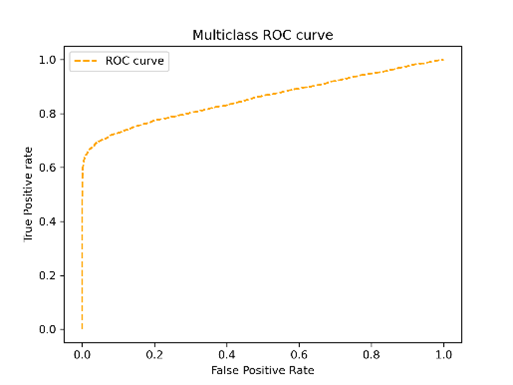 Multiclass ROC curve
ROC curve
1.0
0.8
0.6
0.4
0.2
0.0
True Positive rate
0.0 0.2 0.4 0.6 0.8 1.0
False Positive Rate